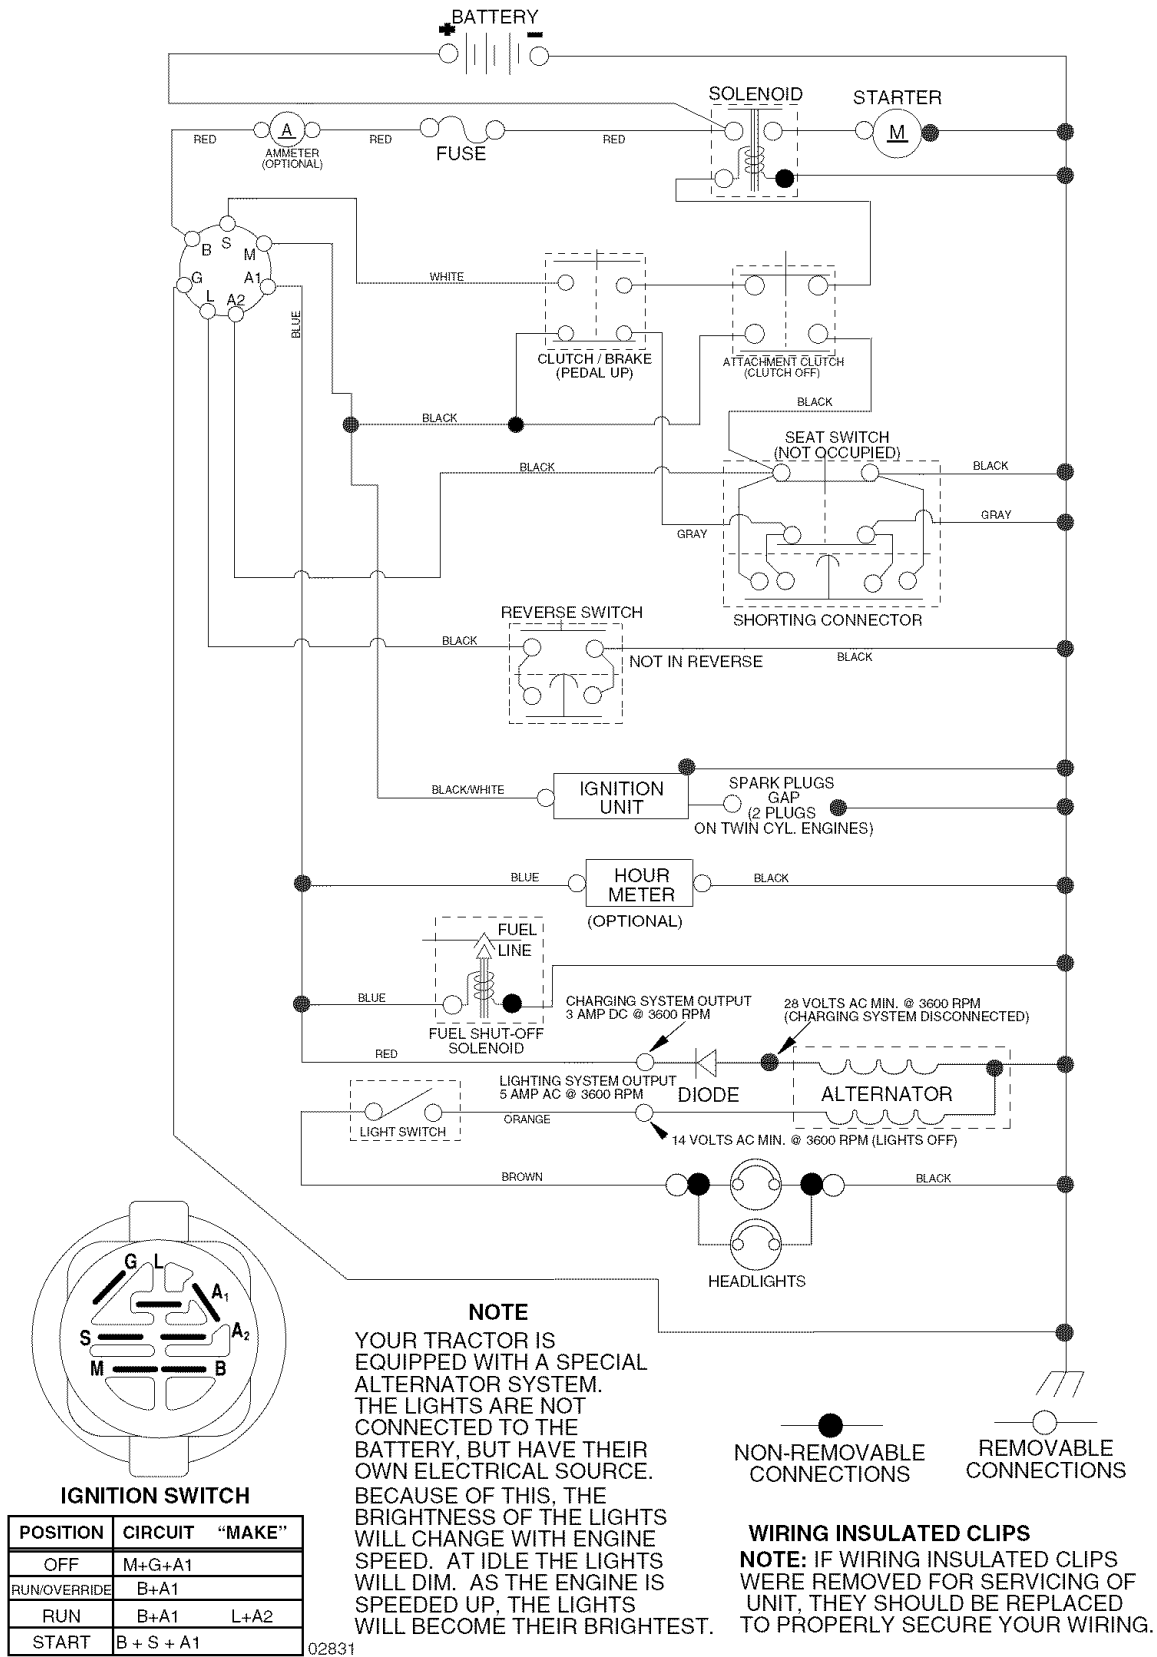 BATTERY
+ -
SOLENOID
STARTER
M
RED
A
AMMETER
(OPTIONAL)
RED
FUSE
RED
B
S
M
G
A1
L
A2
WHITE
BLUE
CLUTCH / BRAKE
(PEDAL UP)
ATTACHMENT CLUTCH
(CLUTCH OFF)
BLACK
BLACK
SEAT SWITCH
(NOT OCCUPIED)
BLACK
BLACK
GRAY
GRAY
SHORTING CONNECTOR
REVERSE SWITCH
BLACK
NOT IN REVERSE
BLACK
BLACK/WHITE
IGNITION
UNIT
SPARK PLUGS
GAP
(2 PLUGS
ON TWIN CYL. ENGINES)
BLUE
HOUR
METER
BLACK
(OPTIONAL)
FUEL
LINE
BLUE
FUEL SHUT-OFF
SOLENOID
CHARGING SYSTEM OUTPUT
3 AMP DC @ 3600 RPM
28 VOLTS AC MIN. @ 3600 RPM
(CHARGING SYSTEM DISCONNECTED)
RED
LIGHTING SYSTEM OUTPUT
5 AMP AC @ 3600 RPM
DIODE
ALTERNATOR
LIGHT SWITCH
ORANGE
14 VOLTS AC MIN. @ 3600 RPM (LIGHTS OFF)
BROWN
BLACK
HEADLIGHTS
G L
A1
S
A2
M
B
IGNITION SWITCH
POSITION CIRCUIT "MAKE"
OFF M+G+A1
RUN/OVERRIDE B+A1
RUN B+A1 L+A2
START B + S + A1
02831
NOTE
YOUR TRACTOR IS
EQUIPPED WITH A SPECIAL
ALTERNATOR SYSTEM.
THE LIGHTS ARE NOT
CONNECTED TO THE
BATTERY, BUT HAVE THEIR
OWN ELECTRICAL SOURCE.
BECAUSE OF THIS, THE
BRIGHTNESS OF THE LIGHTS
WILL CHANGE WITH ENGINE
SPEED. AT IDLE THE LIGHTS
WILL DIM. AS THE ENGINE IS
SPEEDED UP, THE LIGHTS
WILL BECOME THEIR BRIGHTEST.
NON-REMOVABLE
CONNECTIONS
REMOVABLE
CONNECTIONS
WIRING INSULATED CLIPS
NOTE: IF WIRING INSULATED CLIPS
WERE REMOVED FOR SERVICING OF
UNIT, THEY SHOULD BE REPLACED
TO PROPERLY SECURE YOUR WIRING.